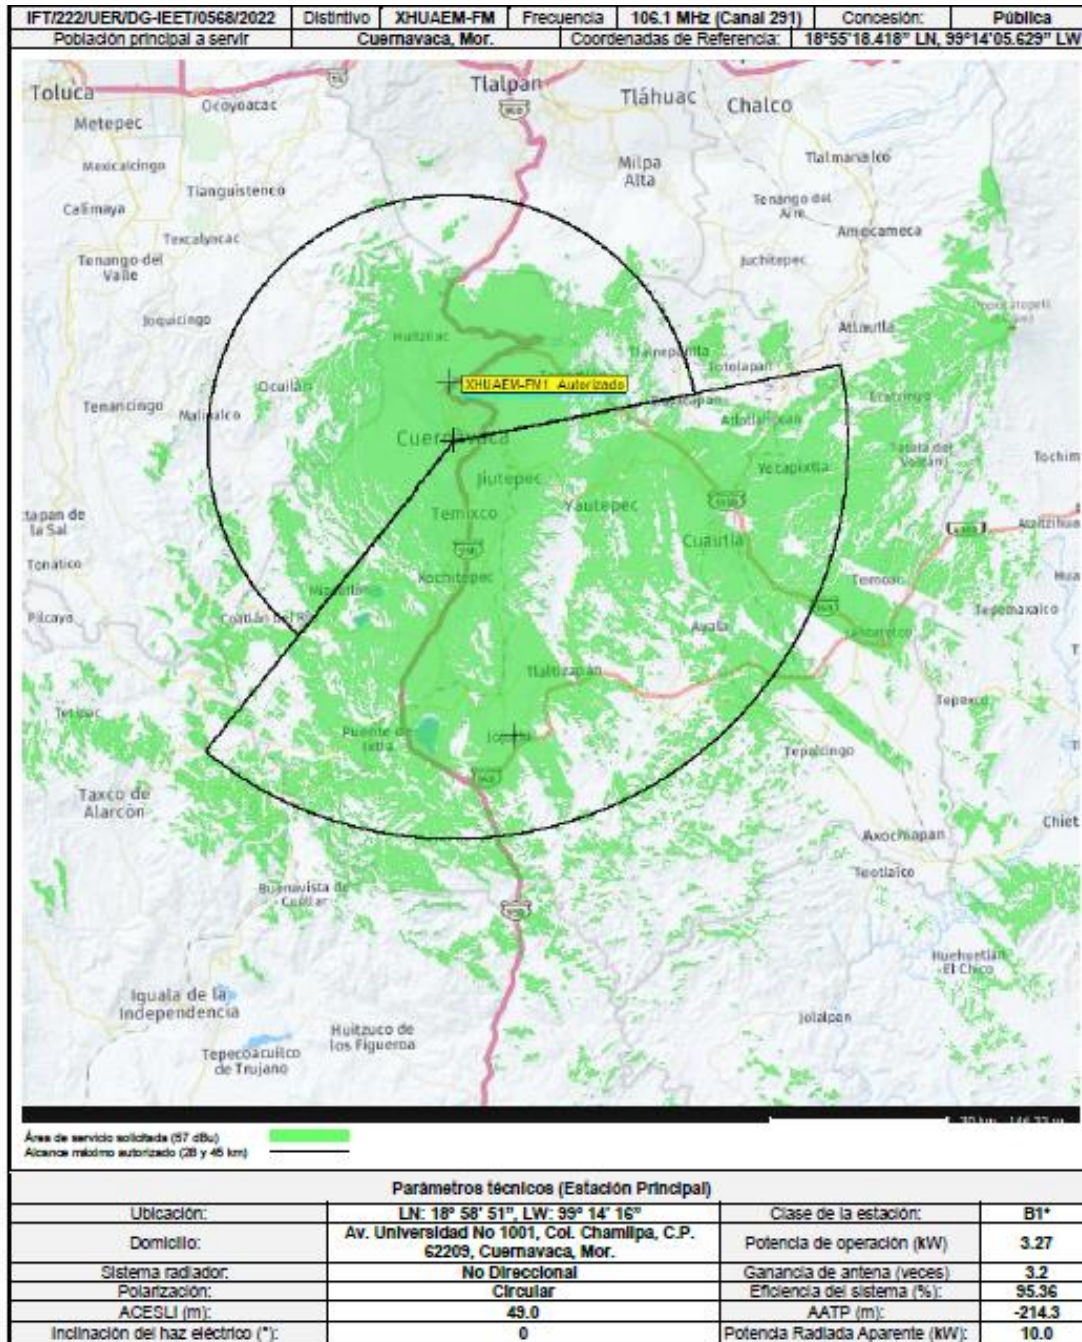 IFT/222/UER/DG-IEET/0568/2022 Distintivo XHUAEM-FM Frecuencia 106.1 MHz (Canal 291) Concesión: Pública
Población principal a servir Cuernavaca, Mor. Coordenadas de Referencia: 18°55'18.418" LN, 99°14'05.629" LW
Toluca
Tlalpan
Ocoyoacac
Tláhuac
Chalco
Metepec
Mexicalcingo
Milpa
Alta
Tlalmanalco
Tianguistenco
Calimaya
Tenango del
Aire
Texcalyacac
Amecameca
Tenango del
Valle
Juchitepec
Joquicingo
Atlautla
Huitzilac
Tlalnepantla
Totolapan
Ocuilan
XHUAEM-FM1 Autorizado
Ecatzingo
Tenancingo
Malinalco
Atlatlahucan
Cuernavaca
Tetela del
Volcán
Tochim
Yecapixtla
Jiutepec
Yautepec
Temixco
tapan de
la Sal
Cuautla
Tonatico
Xochitepec
Temoac
Hua
Pilcaya
Coatlán del
Tepemaxalco
Ayala
Tlaltizapán
Tepexco
Tetipac
Puente de
Ixtla
Tepalcingo
Taxco de
Alarcón
Chiet
Axochiapan
Teotlalco
Buenavista de
Cuéllar
Huehuetlán
El Chico
Iguala de la
Independencia
Jolalpan
Huitzuco de
los Figueroa
Tepecoacuilco
de Trujano
Área de servicio solicitada (57 dBu)
Alcance máximo autorizado (28 y 45 km)
Parámetros técnicos (Estación Principal)
Ubicación: LN: 18° 58' 51", LW: 99° 14' 16" Clase de la estación: B1*
Domicilio: Av. Universidad No 1001, Col. Chamilpa, C.P. 62209, Cuernavaca, Mor. Potencia de operación (kW) 3.27
Sistema radiador: No Direccional Ganancia de antena (veces) 3.2
Polarización: Circular Eficiencia del sistema (%): 95.36
ACESLI (m): 49.0 AATP (m): -214.3
Inclinación del haz eléctrico (°): 0 Potencia Radiada Aparente (kW): 10.0